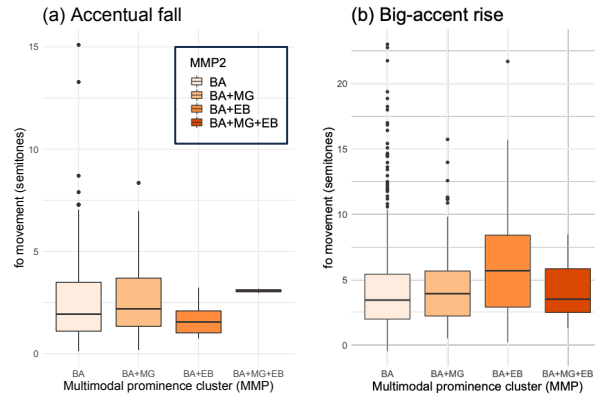 (a) Accentual fall
fo movement (semitones)
15
10
5
0
MMP2
BA
BA+MG
BA+EB
BA+MG+EB
BA
BA+MG
BA+EB
BA+MG+EB
Multimodal prominence cluster (MMP)
(b) Big-accent rise
fo movement (semitones)
20
15
10
5
0
BA
BA+MG
BA+EB
BA+MG+EB
Multimodal prominence cluster (MMP)